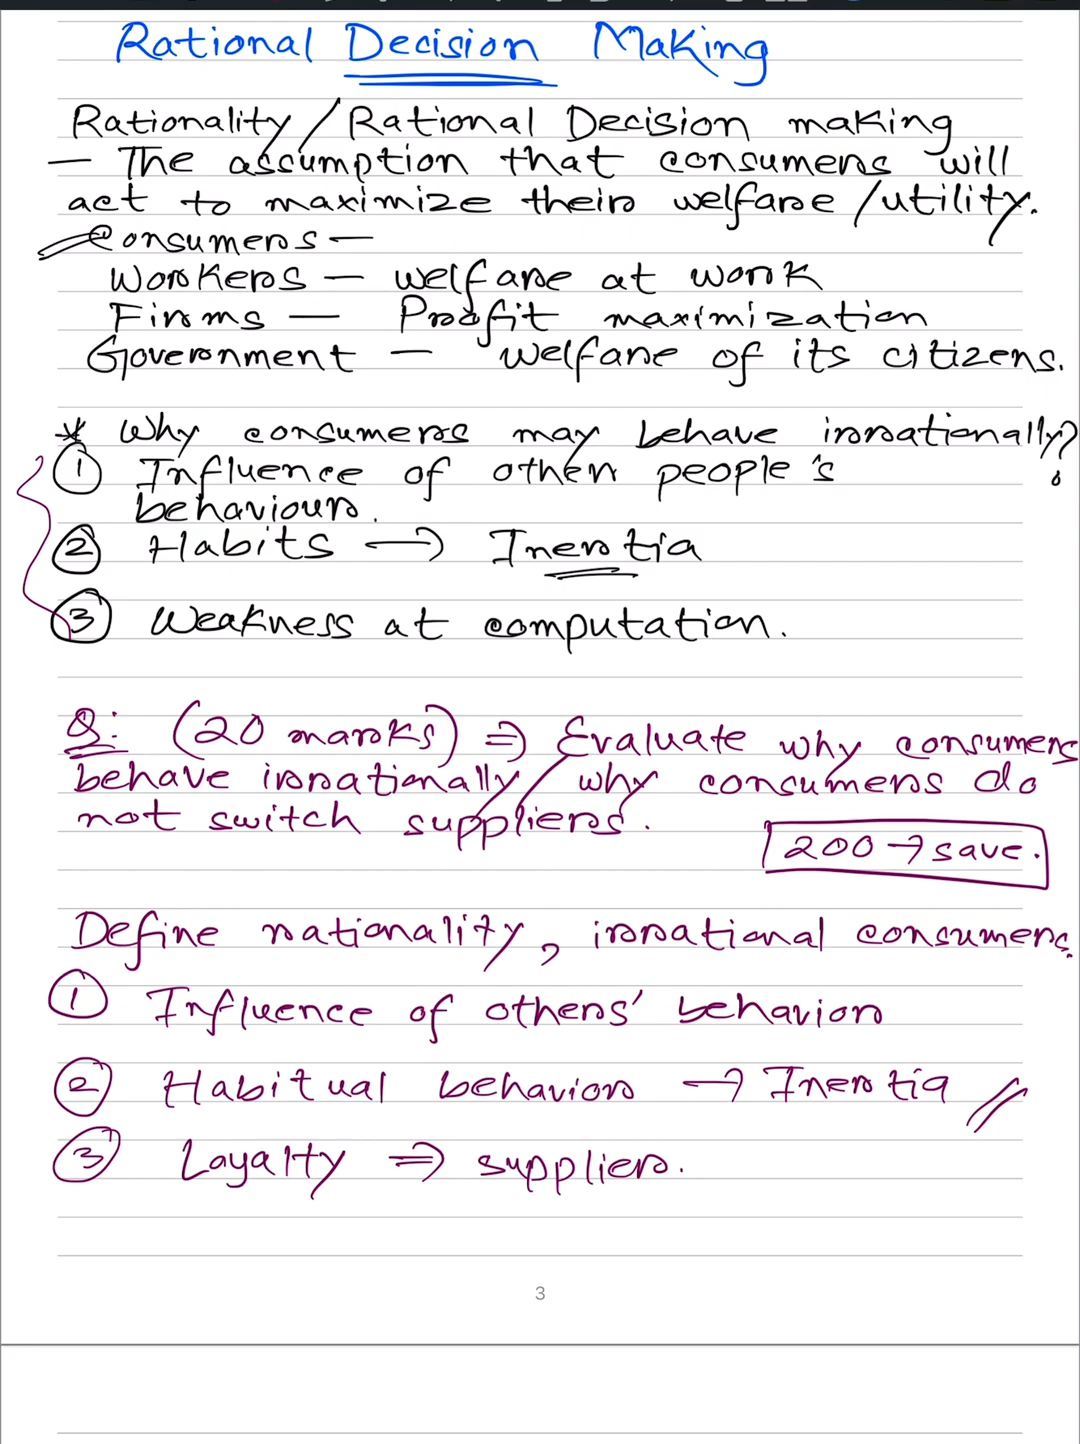 Rational Decision Making
Rationality/Rational Decision making
– The assumption that consumers will
act to maximize their welfare/utility.
Consumers –
Workers – welfare at work
Firms – Profit maximization
Government – welfare of its citizens.
* Why consumers may behave irrationally?
① Influence of other people's
behaviour.
② Habits → Inertia
③ Weakness at computation.
Q: (20 marks) ⇒ Evaluate why consumers
behave irrationally/why consumers do
not switch suppliers.
200 → save.
Define rationality, irrational consumers.
① Influence of others' behavior
② Habitual behavior → Inertia
③ Loyalty ⇒ supplier.
3